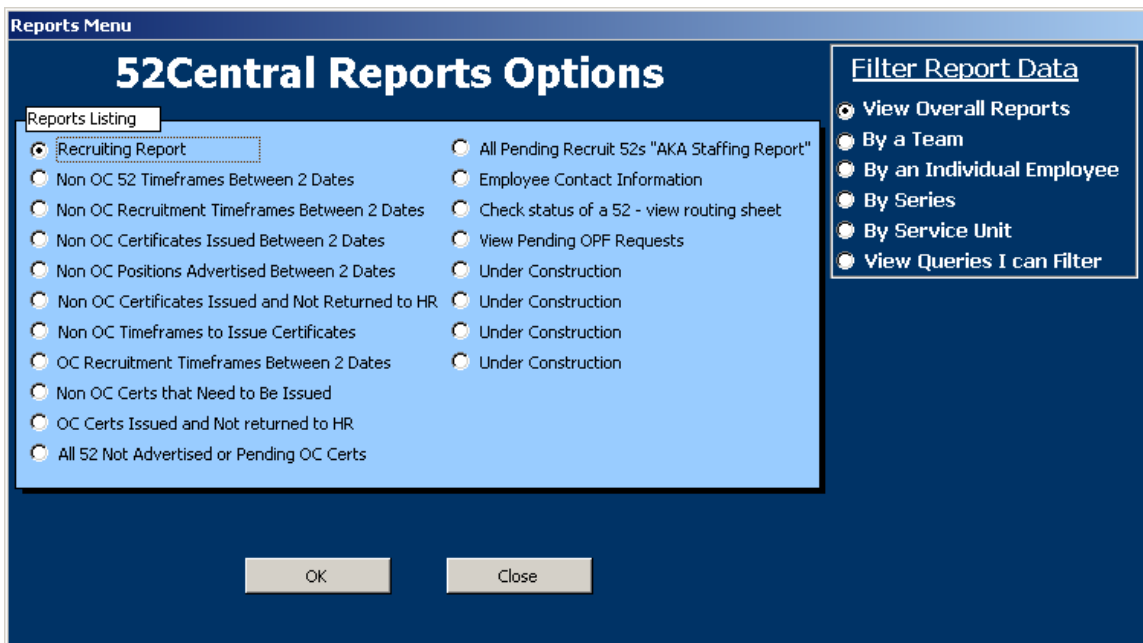 Reports Menu
52Central Reports Options
Reports Listing
Recruiting Report
Non OC 52 Timeframes Between 2 Dates
Non OC Recruitment Timeframes Between 2 Dates
Non OC Certificates Issued Between 2 Dates
Non OC Positions Advertised Between 2 Dates
Non OC Certificates Issued and Not Returned to HR
Non OC Timeframes to Issue Certificates
OC Recruitment Timeframes Between 2 Dates
Non OC Certs that Need to Be Issued
OC Certs Issued and Not returned to HR
All 52 Not Advertised or Pending OC Certs
All Pending Recruit 52s "AKA Staffing Report"
Employee Contact Information
Check status of a 52 - view routing sheet
View Pending OPF Requests
Under Construction
Under Construction
Under Construction
Under Construction
Filter Report Data
View Overall Reports
By a Team
By an Individual Employee
By Series
By Service Unit
View Queries I can Filter
OK
Close